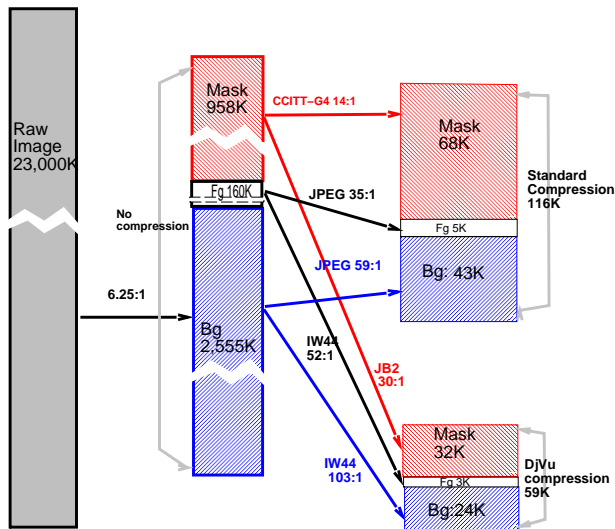 Raw
Image
23,000K
6.25:1
No
compression
Mask
958K
Fg 160K
Bg
2,555K
CCITT−G4 14:1
JPEG 35:1
JPEG 59:1
IW44
52:1
JB2
30:1
IW44
103:1
Mask
68K
Fg 5K
Bg: 43K
Standard
Compression
116K
Mask
32K
Fg 3K
Bg:24K
DjVu
compression
59K